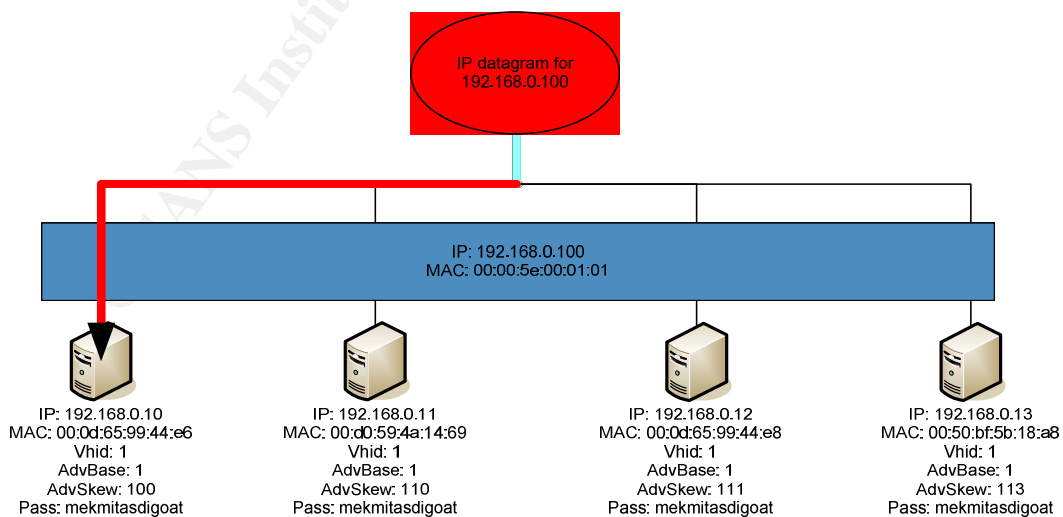 SANS Instit
IP datagram for
192.168.0.100
IP: 192.168.0.100
MAC: 00:00:5e:00:01:01
IP: 192.168.0.10
MAC: 00:0d:65:99:44:e6
Vhid: 1
AdvBase: 1
AdvSkew: 100
Pass: mekmitasdigoat
IP: 192.168.0.11
MAC: 00:d0:59:4a:14:69
Vhid: 1
AdvBase: 1
AdvSkew: 110
Pass: mekmitasdigoat
IP: 192.168.0.12
MAC: 00:0d:65:99:44:e8
Vhid: 1
AdvBase: 1
AdvSkew: 111
Pass: mekmitasdigoat
IP: 192.168.0.13
MAC: 00:50:bf:5b:18:a8
Vhid: 1
AdvBase: 1
AdvSkew: 113
Pass: mekmitasdigoat